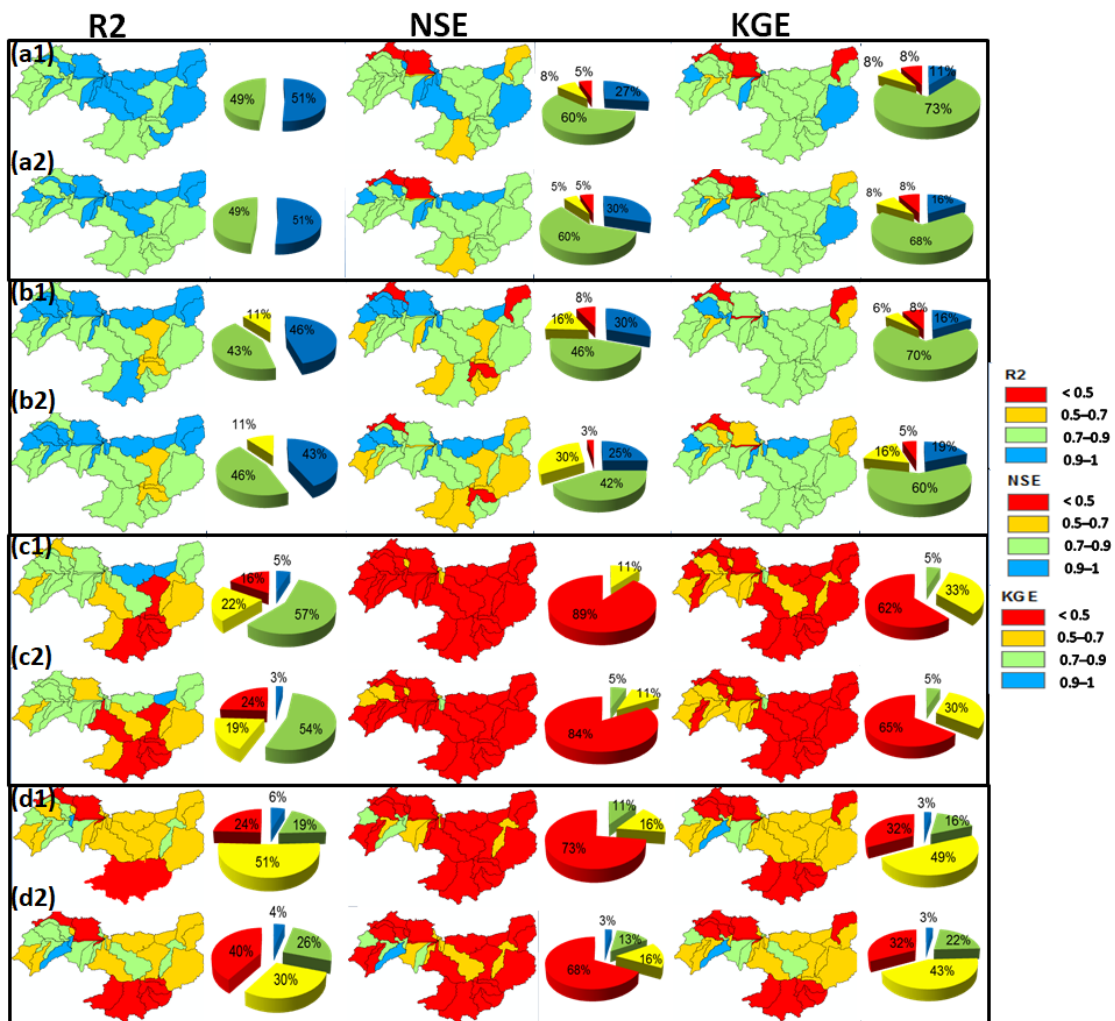 R2 NSE KGE
(a1)
49% 51%
8% 5% 27% 60%
8% 8% 11% 73%
(a2)
49% 51%
5% 5% 30% 60%
8% 8% 16% 68%
(b1)
11% 46% 43%
16% 8% 30% 46%
6% 8% 16% 70%
(b2)
11% 43% 46%
30% 3% 25% 42%
16% 5% 19% 60%
(c1)
16% 5% 22% 57%
11% 89%
5% 33% 62%
(c2)
24% 3% 19% 54%
5% 11% 84%
5% 30% 65%
(d1)
6% 24% 19% 51%
11% 16% 73%
3% 32% 16% 49%
(d2)
4% 40% 26% 30%
3% 13% 16% 68%
3% 32% 22% 43%
R2
< 0.5
0.5–0.7
0.7–0.9
0.9–1
NSE
< 0.5
0.5–0.7
0.7–0.9
0.9–1
KGE
< 0.5
0.5–0.7
0.7–0.9
0.9–1